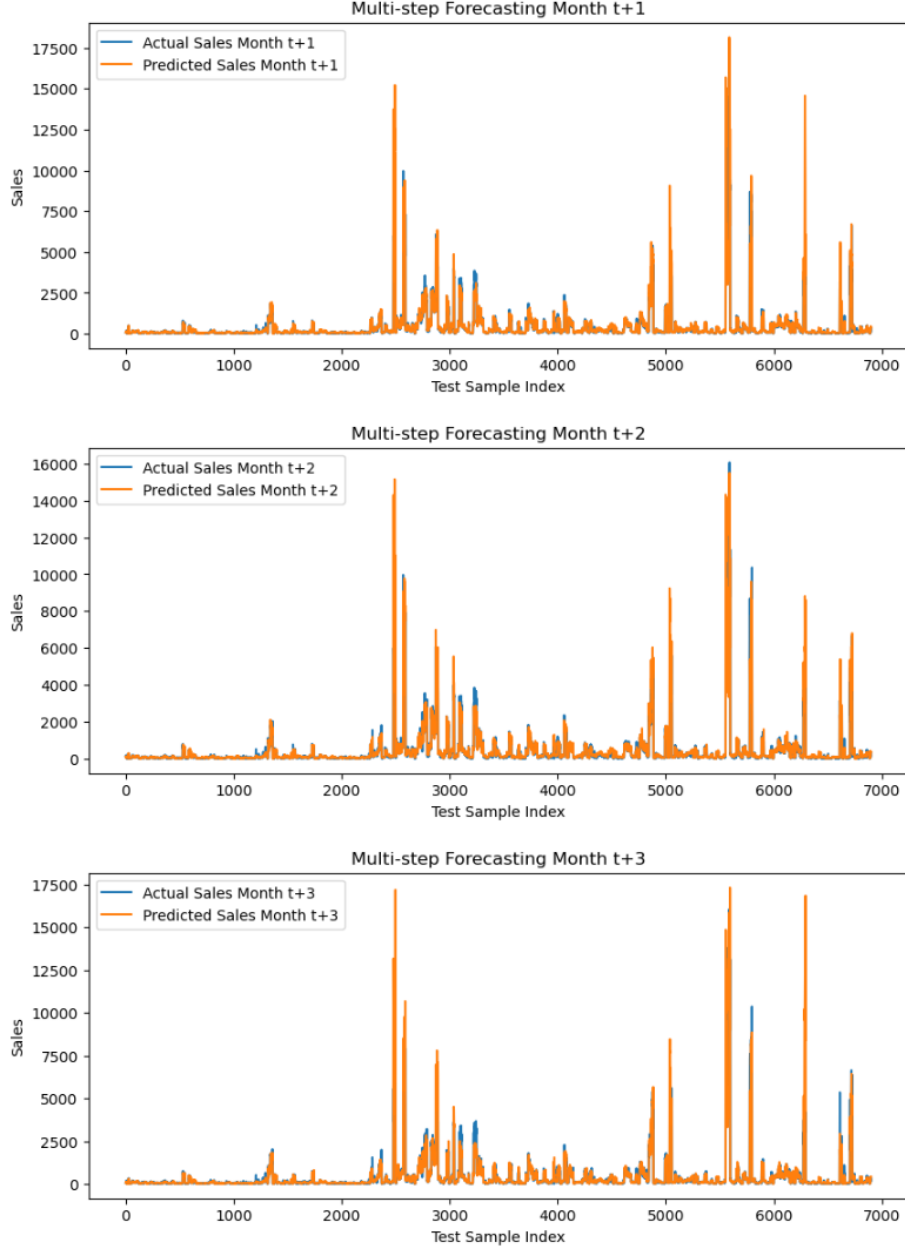 Multi-step Forecasting Month t+1
Actual Sales Month t+1
Predicted Sales Month t+1
17500
15000
12500
10000
7500
5000
2500
0
Sales
0 1000 2000 3000 4000 5000 6000 7000
Test Sample Index
Multi-step Forecasting Month t+2
Actual Sales Month t+2
Predicted Sales Month t+2
16000
14000
12000
10000
8000
6000
4000
2000
0
Sales
0 1000 2000 3000 4000 5000 6000 7000
Test Sample Index
Multi-step Forecasting Month t+3
Actual Sales Month t+3
Predicted Sales Month t+3
17500
15000
12500
10000
7500
5000
2500
0
Sales
0 1000 2000 3000 4000 5000 6000 7000
Test Sample Index